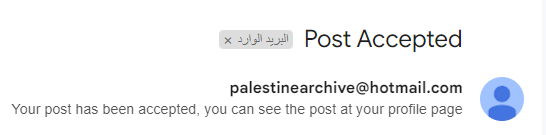 Post Accepted البريد الوارد ×
palestinearchive@hotmail.com
Your post has been accepted, you can see the post at your profile page